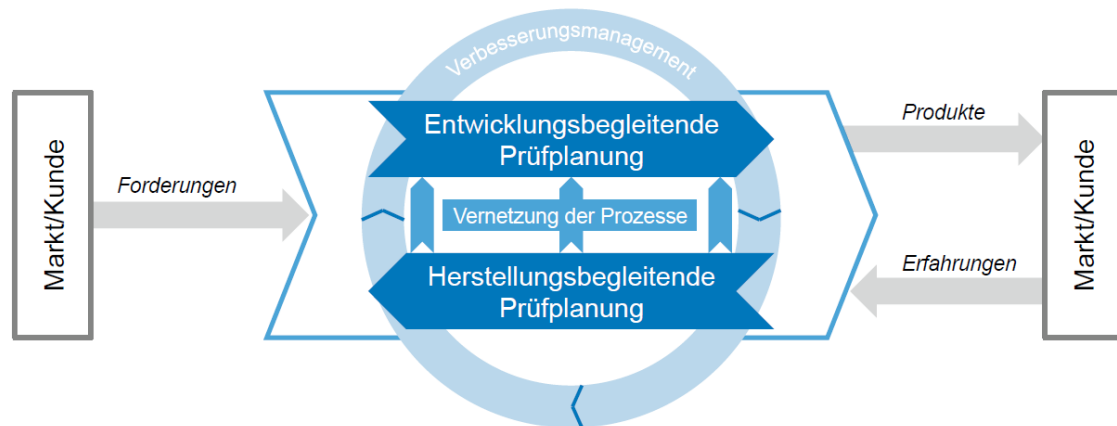 Verbesserungsmanagement
Markt/Kunde
Forderungen
Entwicklungsbegleitende
Prüfplanung
Vernetzung der Prozesse
Herstellungsbegleitende
Prüfplanung
Produkte
Erfahrungen
Markt/Kunde